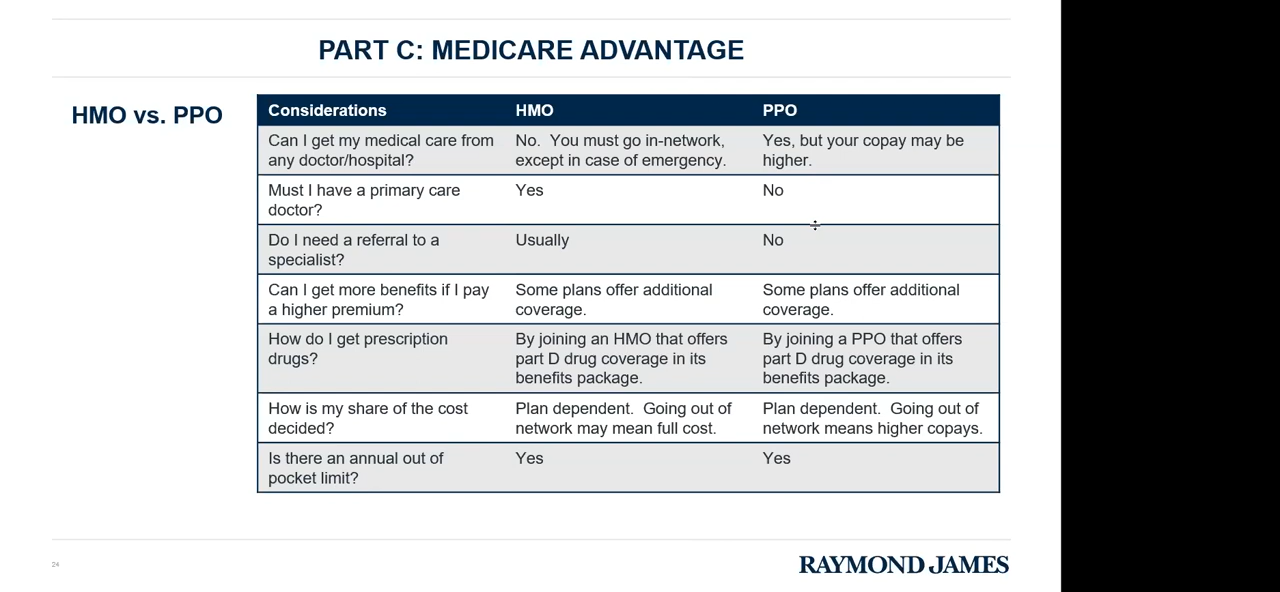 PART C: MEDICARE ADVANTAGE
HMO vs. PPO
Considerations HMO PPO
Can I get my medical care from any doctor/hospital? No. You must go in-network, except in case of emergency. Yes, but your copay may be higher.
Must I have a primary care doctor? Yes No
Do I need a referral to a specialist? Usually No
Can I get more benefits if I pay a higher premium? Some plans offer additional coverage. Some plans offer additional coverage.
How do I get prescription drugs? By joining an HMO that offers part D drug coverage in its benefits package. By joining a PPO that offers part D drug coverage in its benefits package.
How is my share of the cost decided? Plan dependent. Going out of network may mean full cost. Plan dependent. Going out of network means higher copays.
Is there an annual out of pocket limit? Yes Yes
24
RAYMOND JAMES